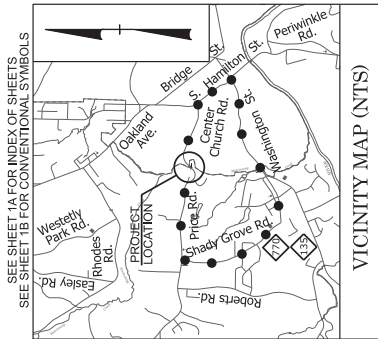 SEE SHEET 1A FOR INDEX OF SHEETS
SEE SHEET 1B FOR CONVENTIONAL SYMBOLS
Periwinkle
Rd.
Bridge St.
S. Hamilton St.
Oakland
Ave.
Center
Church Rd.
Washington St.
Westetly
Park Rd.
Rhodes
Rd.
Easley Rd.
PROJECT
LOCATION
Price Rd.
Shady Grove Rd.
Roberts Rd.
770
135
VICINITY MAP (NTS)